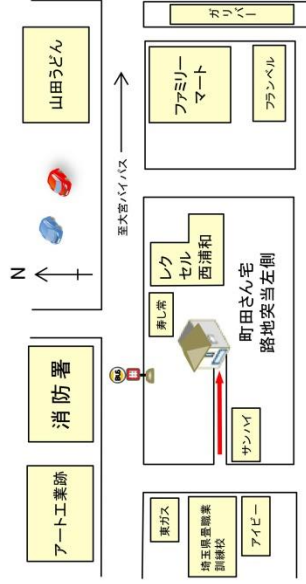 ガリバー
山田うどん
ファミリー
マート
フランベル
至大宮バイパス
N
レク
セル
西浦和
寿し常
町田さん宅
路地突当左側
消防署
BUS
サンハイ
アート工業跡
東ガス
埼玉県畳職業
訓練校
アイビー